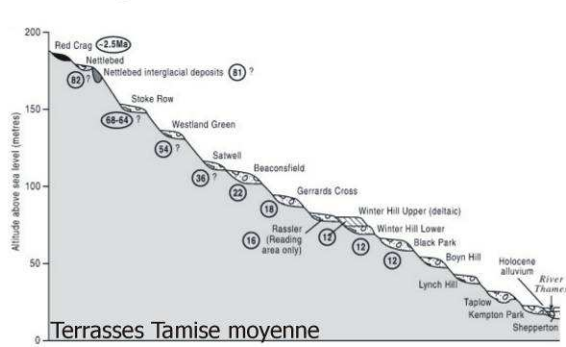 200
Red Crag ~2.5Ma
Nettlebed
Nettlebed interglacial deposits 81 ?
82 ?
150
Stoke Row
68-64 ?
Westland Green
54 ?
Satwell
36 ?
Beaconsfield
22
100
Gerrards Cross
18
Winter Hill Upper (deltaic)
Rassler
(Reading
area only)
16
12
Winter Hill Lower
12
Black Park
12
Boyn Hill
50
Holocene
alluvium
River
Thames
Lynch Hill
Taplow
Kempton Park
Shepperton
0
Altitude above sea level (metres)
Terrasses Tamise moyenne